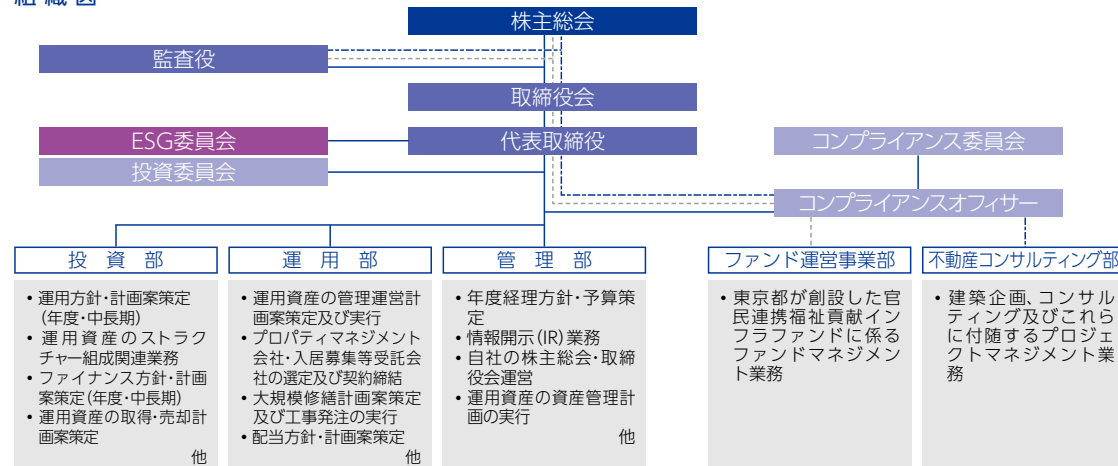 組織図
株主総会
監査役
取締役会
ESG委員会
代表取締役
コンプライアンス委員会
投資委員会
コンプライアンスオフィサー
投資部
運用部
管理部
ファンド運営事業部
不動産コンサルティング部
• 運用方針・計画案策定
(年度・中長期)
• 運用資産のストラク
チャー組成関連業務
• ファイナンス方針・計画
案策定(年度・中長期)
• 運用資産の取得・売却計
画案策定
他
• 運用資産の管理運営計
画案策定及び実行
• プロパティマネジメント
会社・入居募集等受託会
社の選定及び契約締結
• 大規模修繕計画案策定
及び工事発注の実行
• 配当方針・計画案策定
他
• 年度経理方針・予算策
定
• 情報開示(IR)業務
• 自社の株主総会・取締
役会運営
• 運用資産の資産管理計
画の実行
他
• 東京都が創設した官
民連携福祉貢献イン
フラファンドに係る
ファンドマネジメン
ト業務
• 建築企画、コンサル
ティング及びこれら
に付随するプロジェ
クトマネジメント業
務